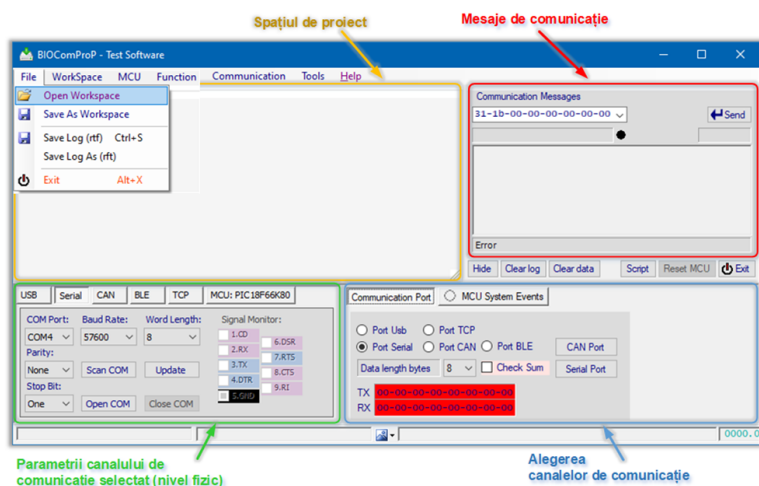 Spațiul de proiect
Mesaje de comunicație
BIOComProP - Test Software
File WorkSpace MCU Function Communication Tools Help
Open Workspace
Save As Workspace
Save Log (rtf) Ctrl+S
Save Log As (rft)
Exit Alt+X
Communication Messages
31-1b-00-00-00-00-00-00
Send
Error
Hide Clear log Clear data Script Reset MCU Exit
USB Serial CAN BLE TCP MCU: PIC18F66K80
COM Port: Baud Rate: Word Length: Signal Monitor:
COM4 57600 8
Parity:
None Scan COM Update
Stop Bit:
One Open COM Close COM
1.CD
2.RX
3.TX
4.DTR
5.GND
6.DSR
7.RTS
8.CTS
9.RI
Communication Port MCU System Events
Port Usb Port TCP
Port Serial Port CAN Port BLE CAN Port
Data length bytes 8 Check Sum Serial Port
TX 00-00-00-00-00-00-00-00
RX 00-00-00-00-00-00-00-00
0000.0
Parametrii canalului de
comunicație selectat (nivel fizic)
Alegerea
canalelor de comunicație